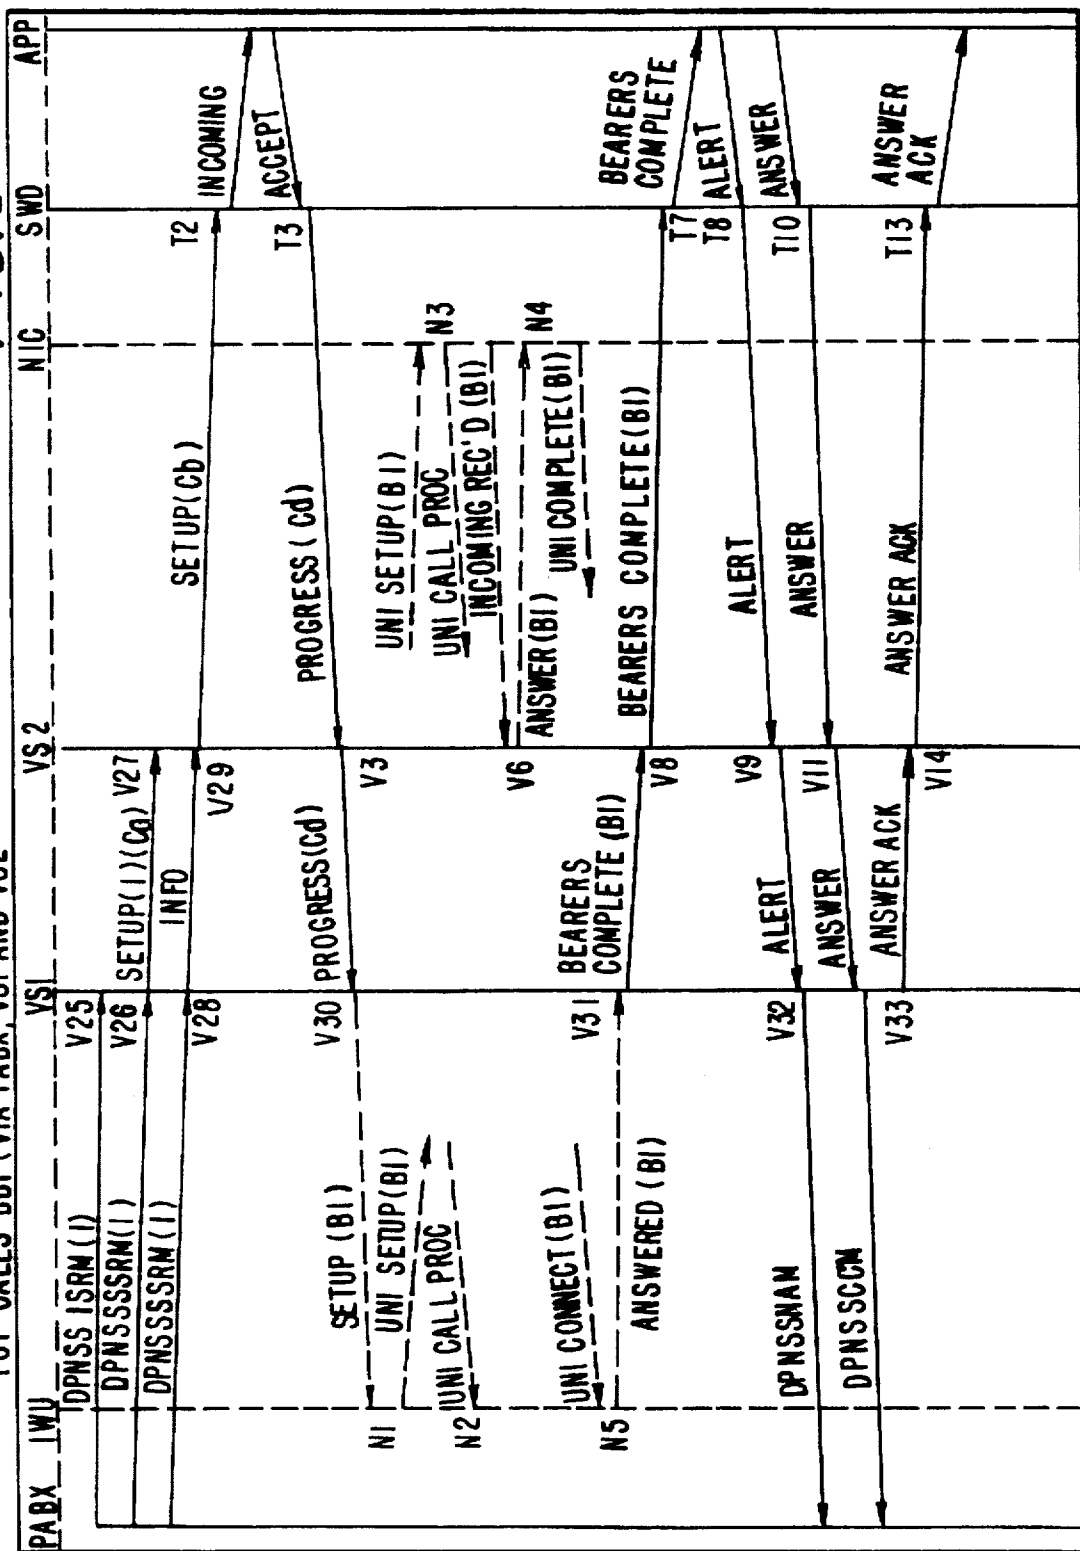 PABX IWU VS1 VS2 NIC SWD APP
DPNSS ISRM (I)
V25
DPNSSSSRM(I)
V26
SETUP(I)(Ca)
V27
DPNSSSSRM(I)
V28
INFO
V29
SETUP(Cb)
T2
INCOMING
ACCEPT
T3
PROGRESS (Cd)
V3
PROGRESS(Cd)
V30
SETUP (BI)
N1
UNI SETUP(BI)
UNI CALL PROC
N2
UNI SETUP(BI)
UNI CALL PROC
N3
INCOMING REC'D (BI)
V6
ANSWER(BI)
N4
UNI COMPLETE(BI)
UNI CONNECT(BI)
N5
ANSWERED (BI)
V31
BEARERS
COMPLETE (BI)
V8
BEARERS COMPLETE(BI)
T7
BEARERS
COMPLETE
ALERT
T8
ALERT
V9
ALERT
V32
DPNSSNAM
ANSWER
T10
ANSWER
V11
ANSWER
DPNSSCCM
V33
ANSWER ACK
V14
ANSWER ACK
T13
ANSWER
ACK